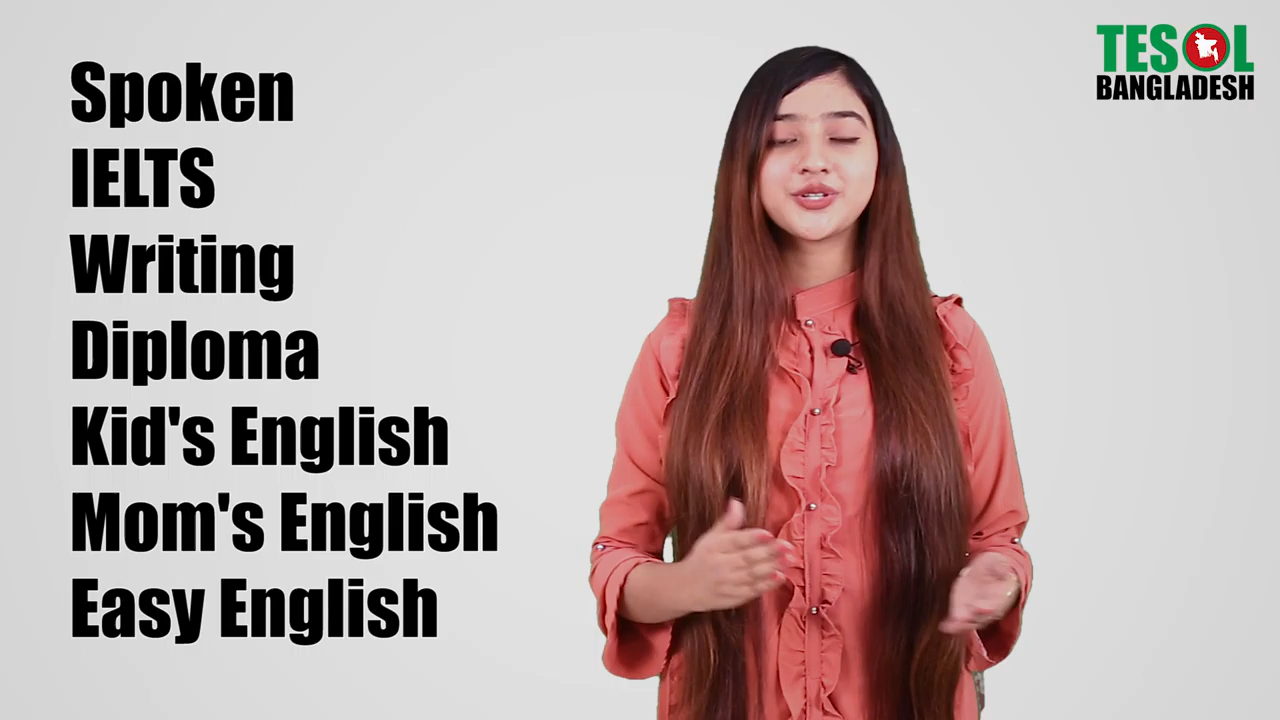 Spoken
IELTS
Writing
Diploma
Kid's English
Mom's English
Easy English
TESOL
BANGLADESH